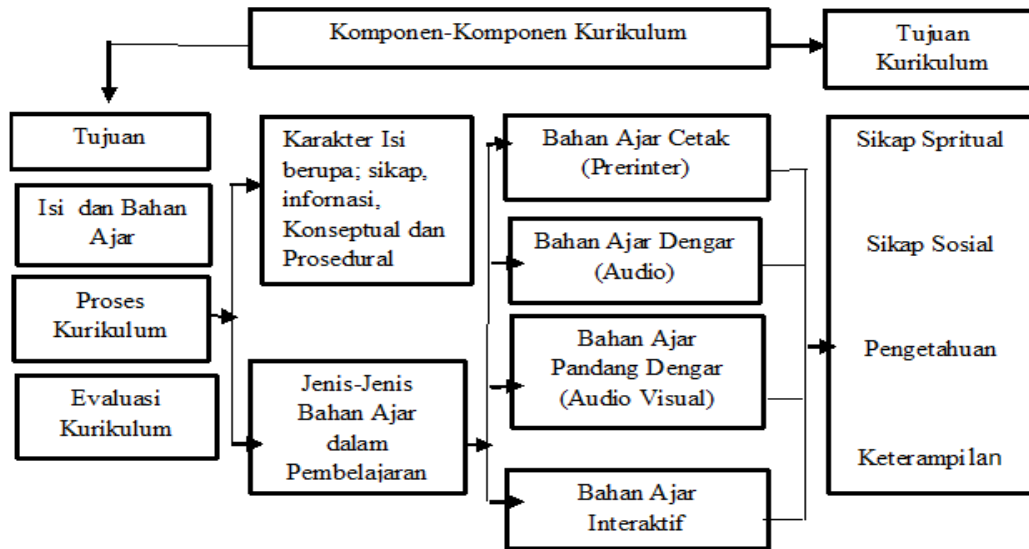 Komponen-Komponen Kurikulum
Tujuan
Kurikulum
Tujuan
Isi dan Bahan
Ajar
Proses
Kurikulum
Evaluasi
Kurikulum
Karakter Isi
berupa; sikap,
infornasi,
Konseptual dan
Prosedural
Jenis-Jenis
Bahan Ajar
dalam
Pembelajaran
Bahan Ajar Cetak
(Prerinter)
Bahan Ajar Dengar
(Audio)
Bahan Ajar
Pandang Dengar
(Audio Visual)
Bahan Ajar
Interaktif
Sikap Spritual
Sikap Sosial
Pengetahuan
Keterampilan